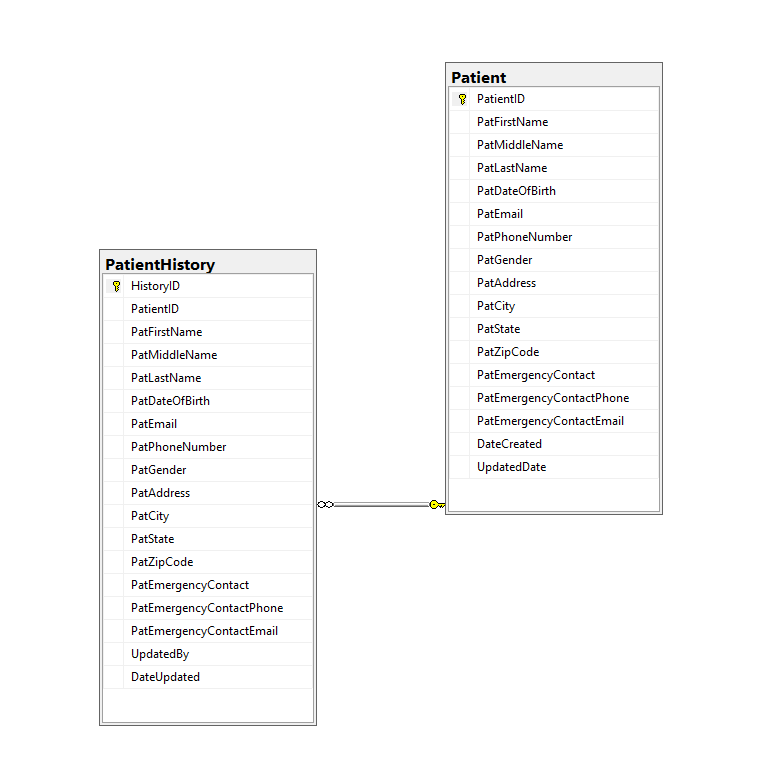 Patient
PatientID
PatFirstName
PatMiddleName
PatLastName
PatDateOfBirth
PatEmail
PatPhoneNumber
PatGender
PatAddress
PatCity
PatState
PatZipCode
PatEmergencyContact
PatEmergencyContactPhone
PatEmergencyContactEmail
DateCreated
UpdatedDate
PatientHistory
HistoryID
PatientID
PatFirstName
PatMiddleName
PatLastName
PatDateOfBirth
PatEmail
PatPhoneNumber
PatGender
PatAddress
PatCity
PatState
PatZipCode
PatEmergencyContact
PatEmergencyContactPhone
PatEmergencyContactEmail
UpdatedBy
DateUpdated